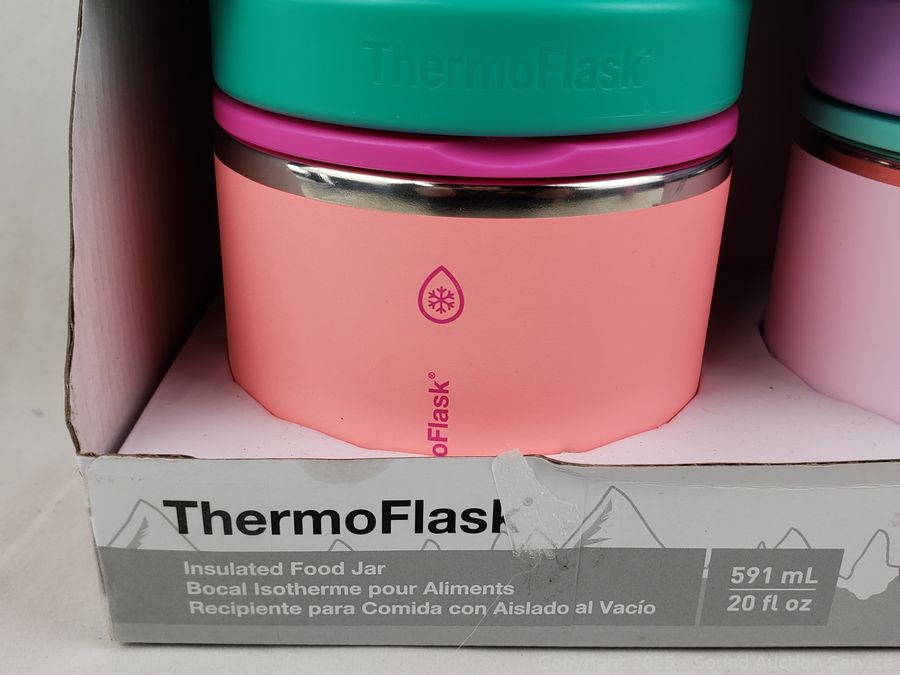 ThermoFlask
oFlask®
ThermoFlask
Insulated Food Jar
Bocal Isotherme pour Aliments
Recipiente para Comida con Aislado al Vacío
591 mL
20 fl oz
Copyright 2025 - Sound Auction Service